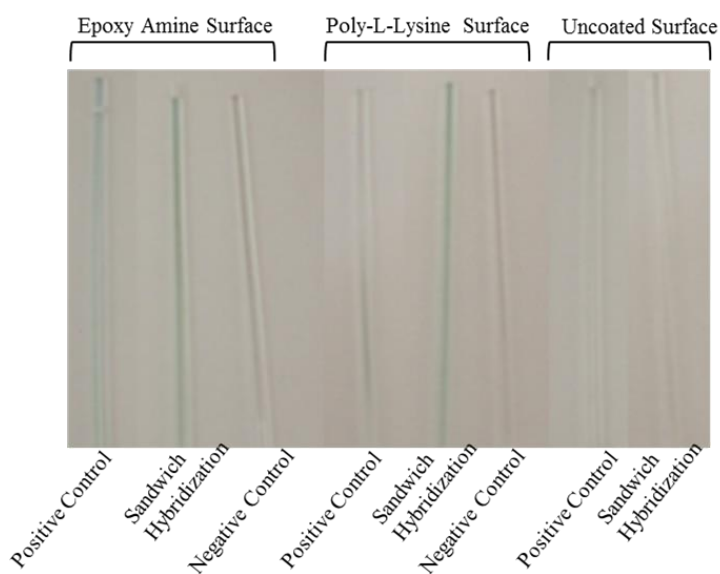 Epoxy Amine Surface
Poly-L-Lysine Surface
Uncoated Surface
Positive Control
Sandwich
Hybridization
Negative Control
Positive Control
Sandwich
Hybridization
Negative Control
Positive Control
Sandwich
Hybridization